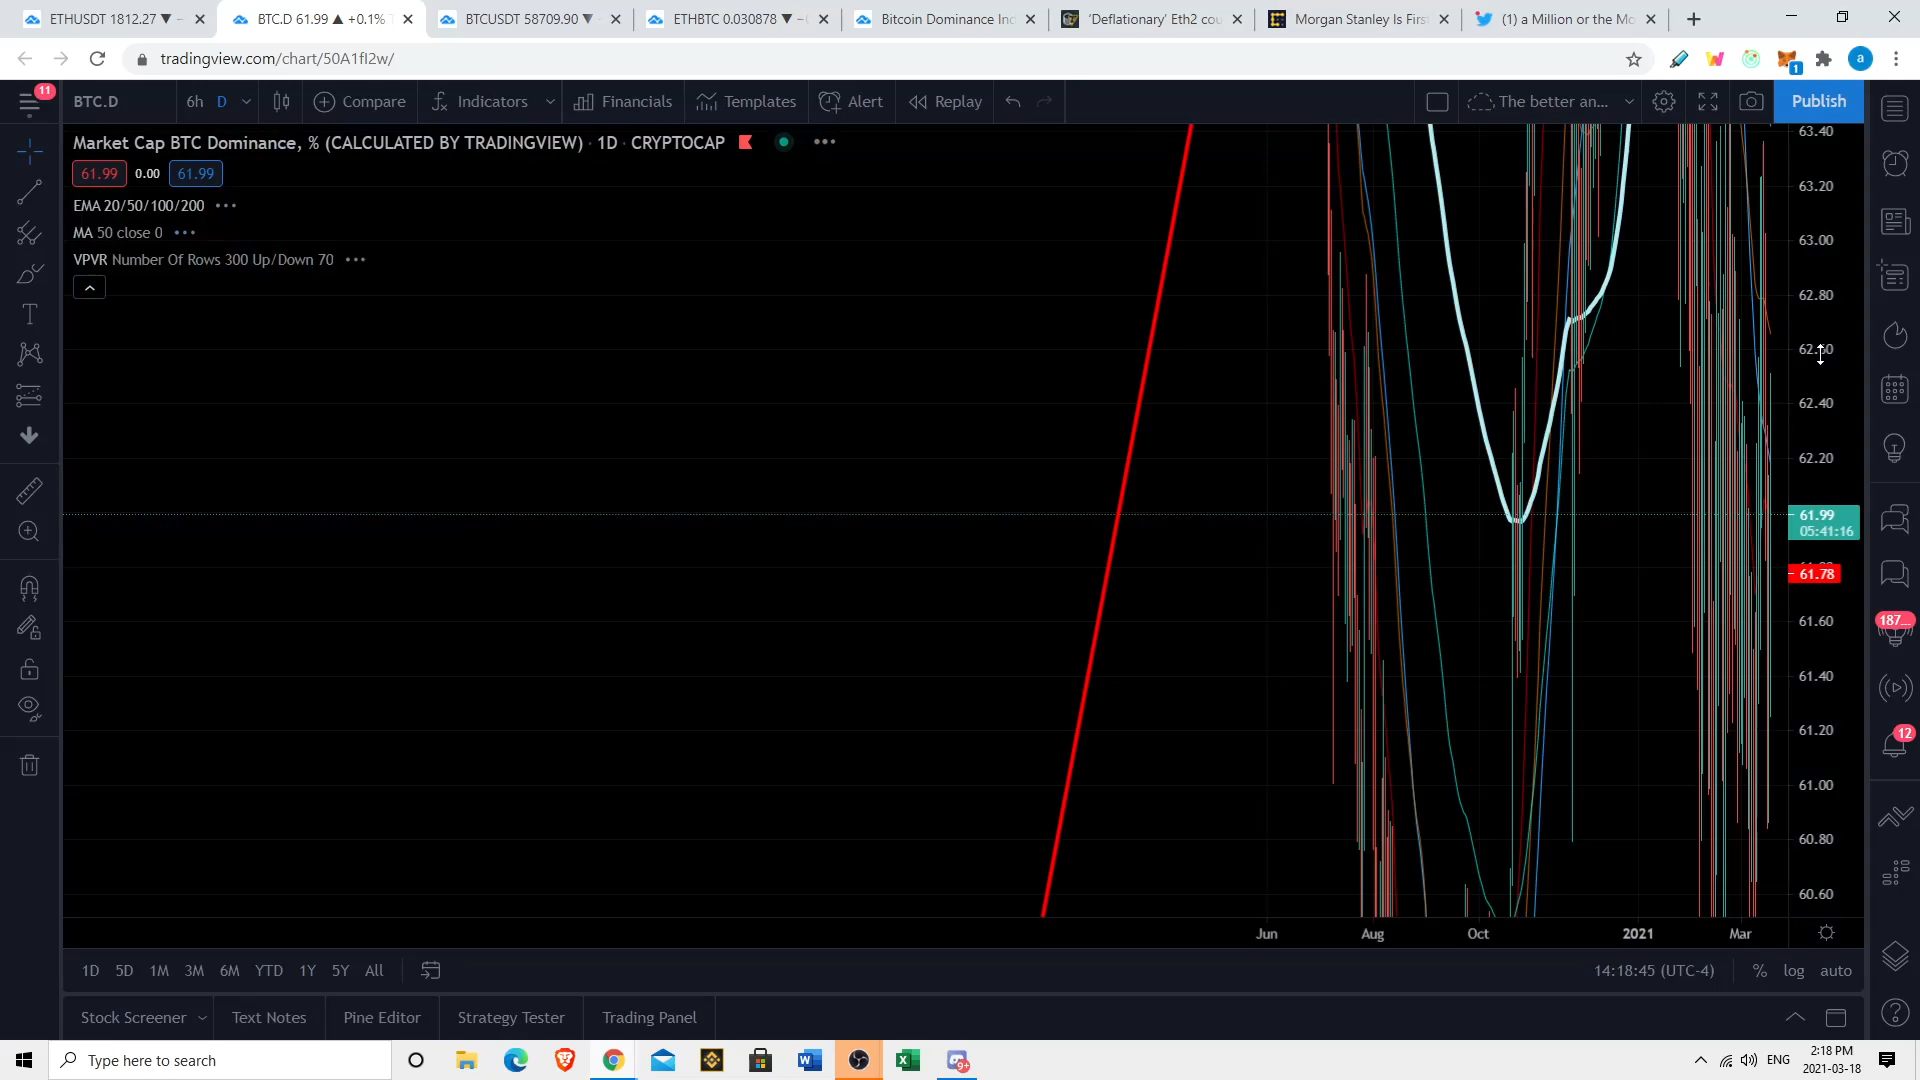 ETHUSDT 1812.27 ▼ −
BTC.D 61.99 ▲ +0.1%
BTCUSDT 58709.90 ▼
ETHBTC 0.030878 ▼
Bitcoin Dominance In
'Deflationary' Eth2 cou
Morgan Stanley Is Firs
(1) a Million or the Mo
tradingview.com/chart/50A1fI2w/
1
a
11
BTC.D
6h D
Compare
Indicators
Financials
Templates
Alert
Replay
The better an...
Publish
Market Cap BTC Dominance, % (CALCULATED BY TRADINGVIEW) · 1D · CRYPTOCAP
61.99 0.00 61.99
EMA 20/50/100/200
MA 50 close 0
VPVR Number Of Rows 300 Up/Down 70
63.40
63.20
63.00
62.80
62.60
62.40
62.20
61.99
05:41:16
61.78
61.60
61.40
61.20
61.00
60.80
60.60
187...
12
Jun Aug Oct 2021 Mar
1D 5D 1M 3M 6M YTD 1Y 5Y All
14:18:45 (UTC-4) % log auto
Stock Screener Text Notes Pine Editor Strategy Tester Trading Panel
Type here to search
9+
ENG
2:18 PM
2021-03-18